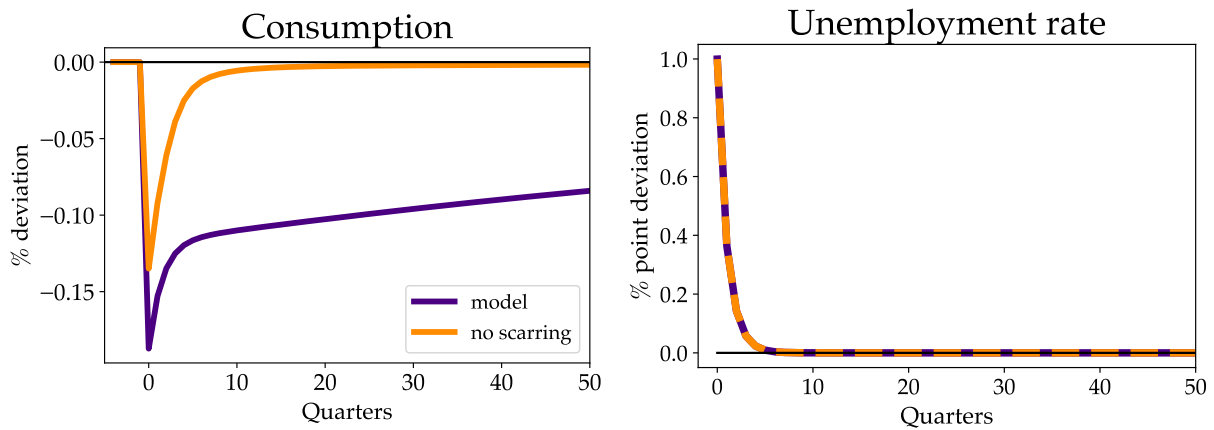 Consumption
0.00
−0.05
−0.10
−0.15
% deviation
model
no scarring
0 10 20 30 40 50
Quarters
Unemployment rate
1.0
0.8
0.6
0.4
0.2
0.0
% point deviation
0 10 20 30 40 50
Quarters